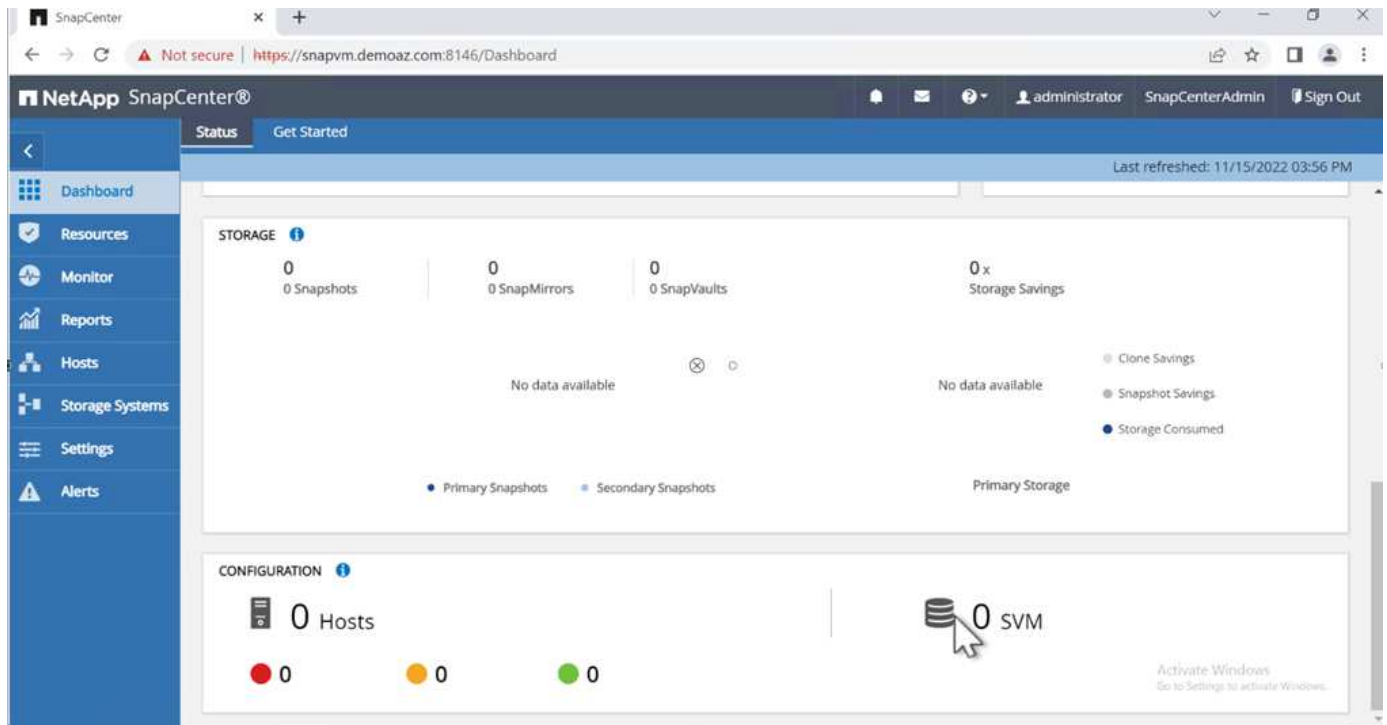 SnapCenter
Not secure | https://snapvm.demoaz.com:8146/Dashboard
NetApp SnapCenter®
administrator SnapCenterAdmin Sign Out
Status Get Started
Last refreshed: 11/15/2022 03:56 PM
Dashboard
Resources
Monitor
Reports
Hosts
Storage Systems
Settings
Alerts
STORAGE
0 0 0 0 x
0 Snapshots 0 SnapMirrors 0 SnapVaults Storage Savings
No data available No data available
Clone Savings
Snapshot Savings
Storage Consumed
Primary Snapshots Secondary Snapshots Primary Storage
CONFIGURATION
0 Hosts 0 SVM
0 0 0
Activate Windows
Go to Settings to activate Windows.